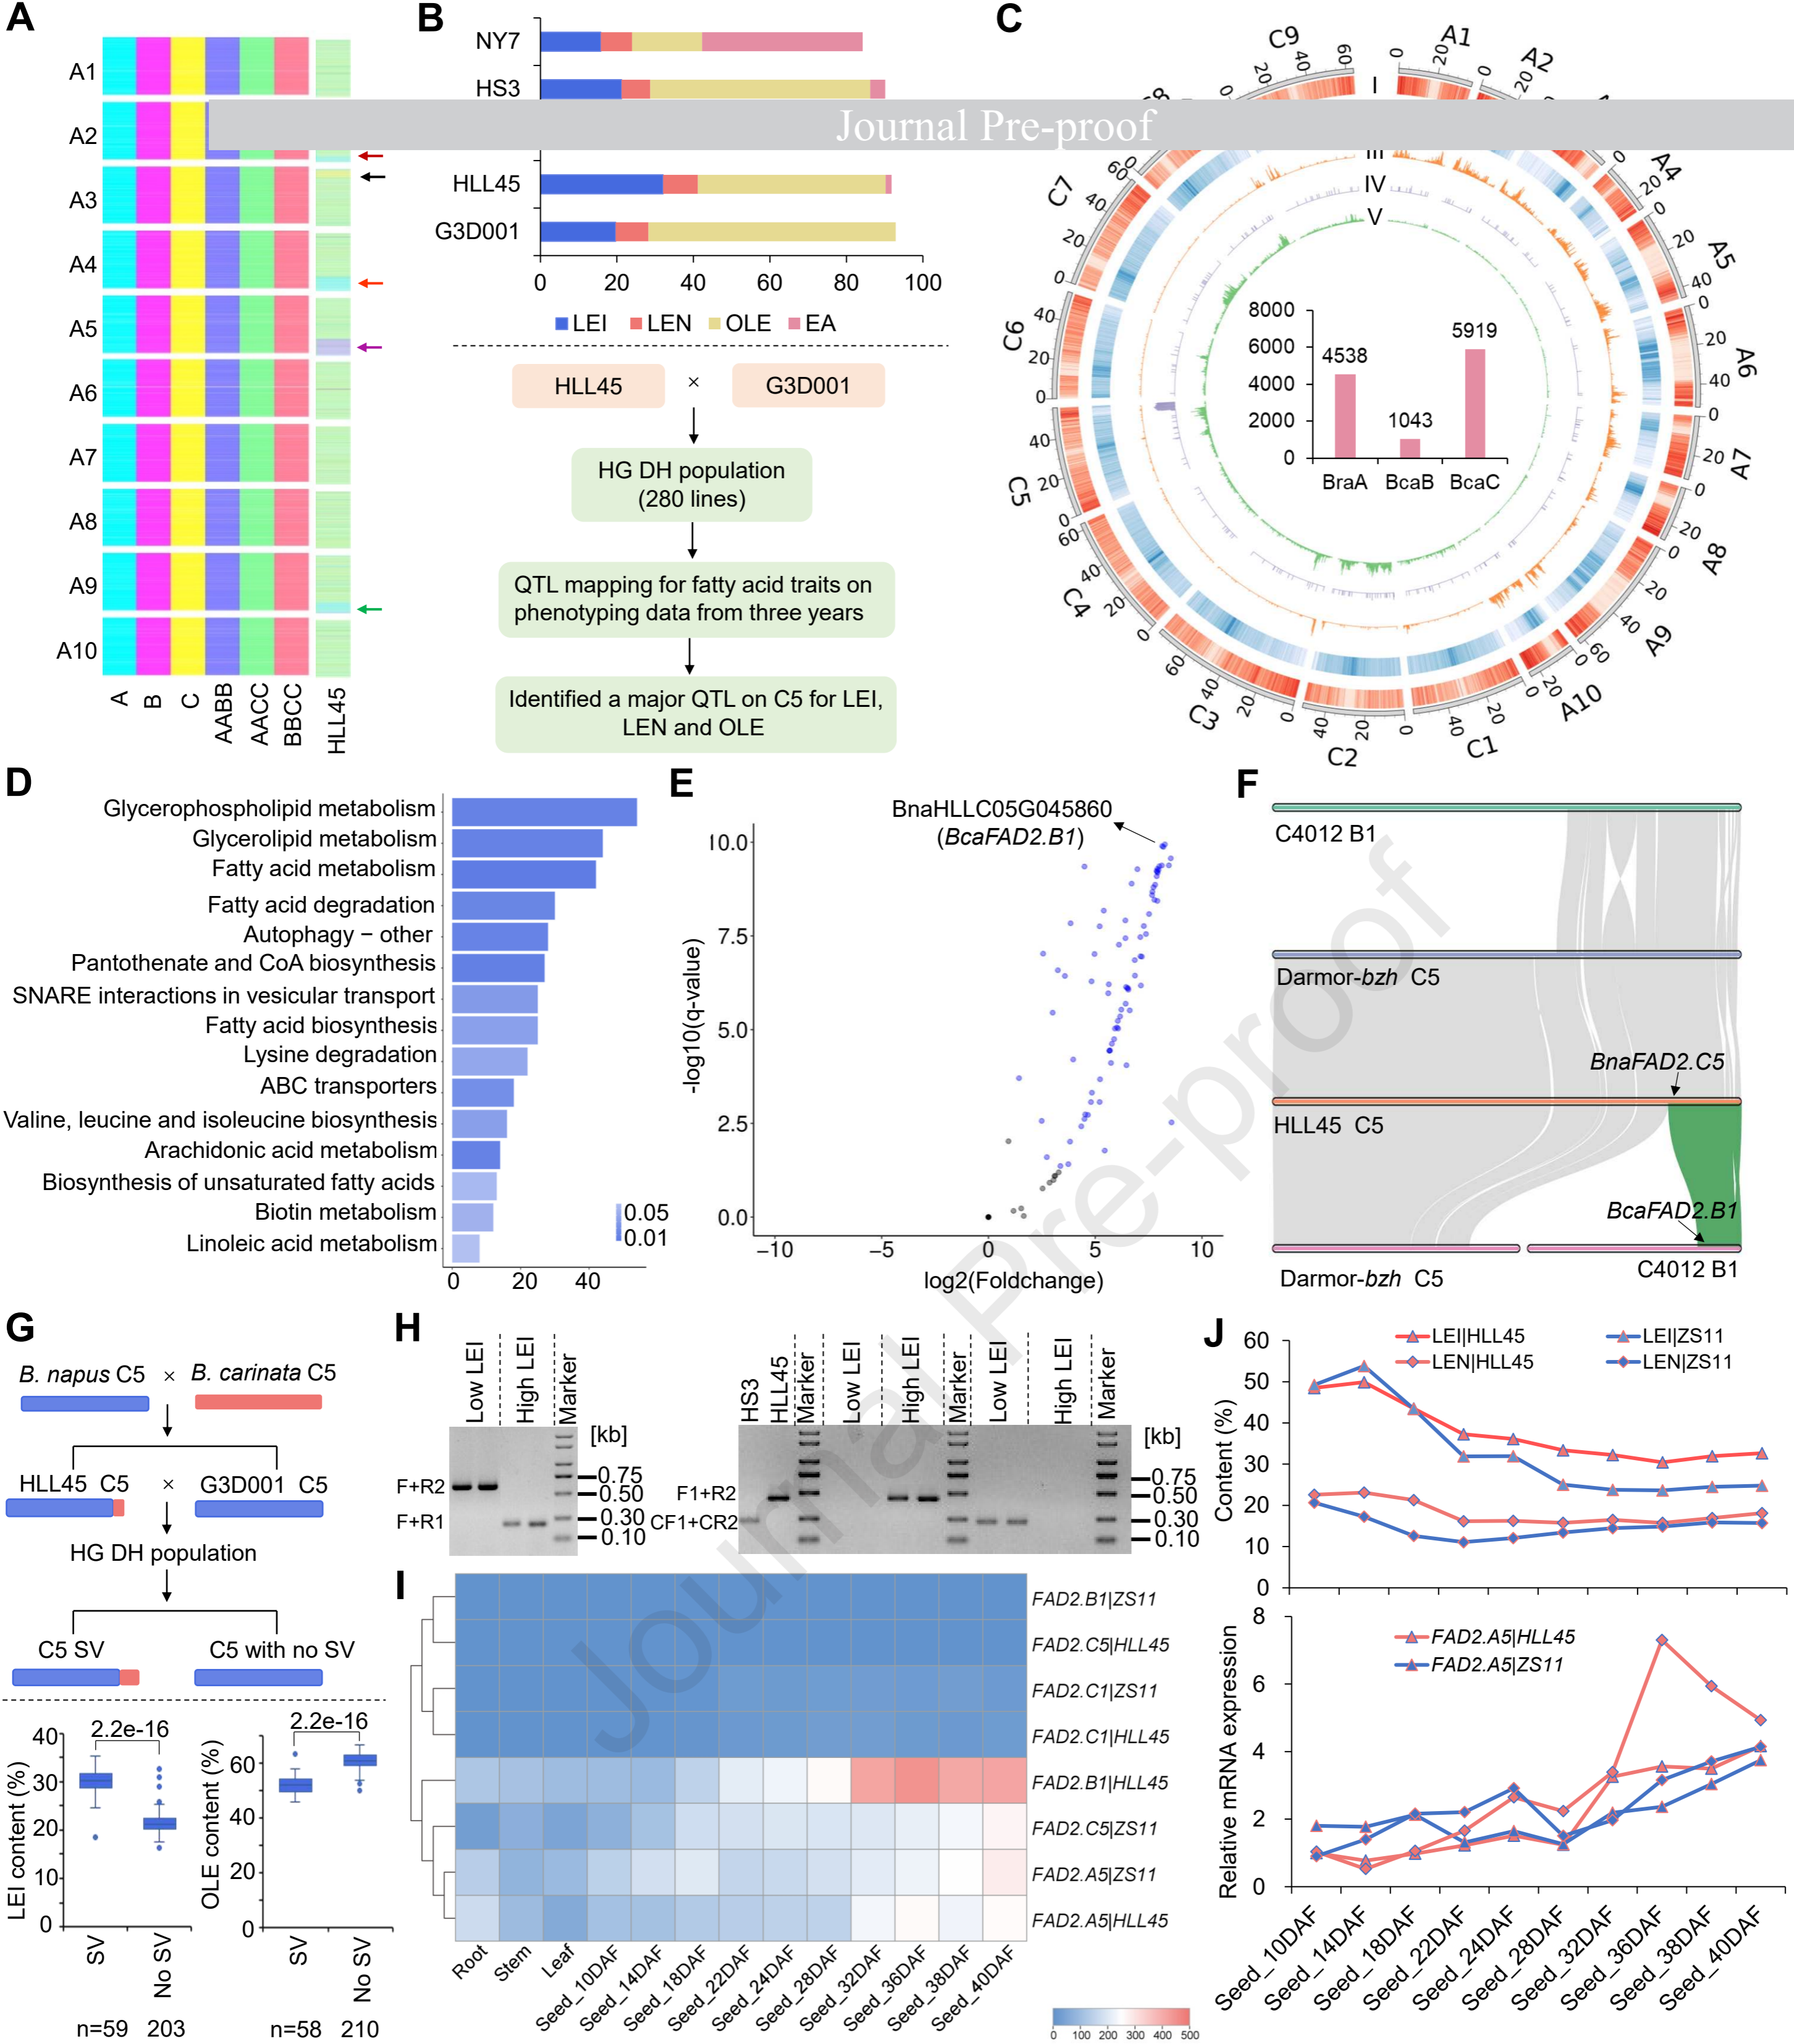 A
A1
A2
A3
A4
A5
A6
A7
A8
A9
A10
A
B
C
AABB
AACC
BBCC
HLL45
B
NY7
HS3
HLL45
G3D001
0 20 40 60 80 100
LEI LEN OLE EA
HLL45 × G3D001
HG DH population
(280 lines)
QTL mapping for fatty acid traits on
phenotyping data from three years
Identified a major QTL on C5 for LEI,
LEN and OLE
Journal Pre-proof
C
A1
A2
A4
A5
A6
A7
A8
A9
A10
C1
C2
C3
C4
C5
C6
C7
C9
I
III
IV
V
8000
6000
4000
2000
0
4538
1043
5919
BraA BcaB BcaC
D
Glycerophospholipid metabolism
Glycerolipid metabolism
Fatty acid metabolism
Fatty acid degradation
Autophagy − other
Pantothenate and CoA biosynthesis
SNARE interactions in vesicular transport
Fatty acid biosynthesis
Lysine degradation
ABC transporters
Valine, leucine and isoleucine biosynthesis
Arachidonic acid metabolism
Biosynthesis of unsaturated fatty acids
Biotin metabolism
Linoleic acid metabolism
0.05
0.01
0 20 40
E
BnaHLLC05G045860
(BcaFAD2.B1)
-log10(q-value)
10.0
7.5
5.0
2.5
0.0
−10 −5 0 5 10
log2(Foldchange)
F
C4012 B1
Darmor-bzh C5
BnaFAD2.C5
HLL45 C5
BcaFAD2.B1
Darmor-bzh C5
C4012 B1
Journal Pre-proof
G
B. napus C5 × B. carinata C5
HLL45 C5 × G3D001 C5
HG DH population
C5 SV
C5 with no SV
LEI content (%)
40
30
20
10
0
2.2e-16
SV
No SV
n=59 203
OLE content (%)
60
40
20
0
2.2e-16
SV
No SV
n=58 210
H
Low LEI
High LEI
Marker
[kb]
F+R2
F+R1
0.75
0.50
0.30
0.10
HS3
HLL45
Marker
Low LEI
High LEI
Marker
Low LEI
High LEI
Marker
[kb]
F1+R2
CF1+CR2
0.75
0.50
0.30
0.10
I
FAD2.B1|ZS11
FAD2.C5|HLL45
FAD2.C1|ZS11
FAD2.C1|HLL45
FAD2.B1|HLL45
FAD2.C5|ZS11
FAD2.A5|ZS11
FAD2.A5|HLL45
Root
Stem
Leaf
Seed_10DAF
Seed_14DAF
Seed_18DAF
Seed_22DAF
Seed_24DAF
Seed_28DAF
Seed_32DAF
Seed_36DAF
Seed_38DAF
Seed_40DAF
0 100 200 300 400 500
J
LEI|HLL45 LEI|ZS11
LEN|HLL45 LEN|ZS11
Content (%)
60
50
40
30
20
10
0
FAD2.A5|HLL45
FAD2.A5|ZS11
Relative mRNA expression
8
6
4
2
0
Seed_10DAF
Seed_14DAF
Seed_18DAF
Seed_22DAF
Seed_24DAF
Seed_28DAF
Seed_32DAF
Seed_36DAF
Seed_38DAF
Seed_40DAF